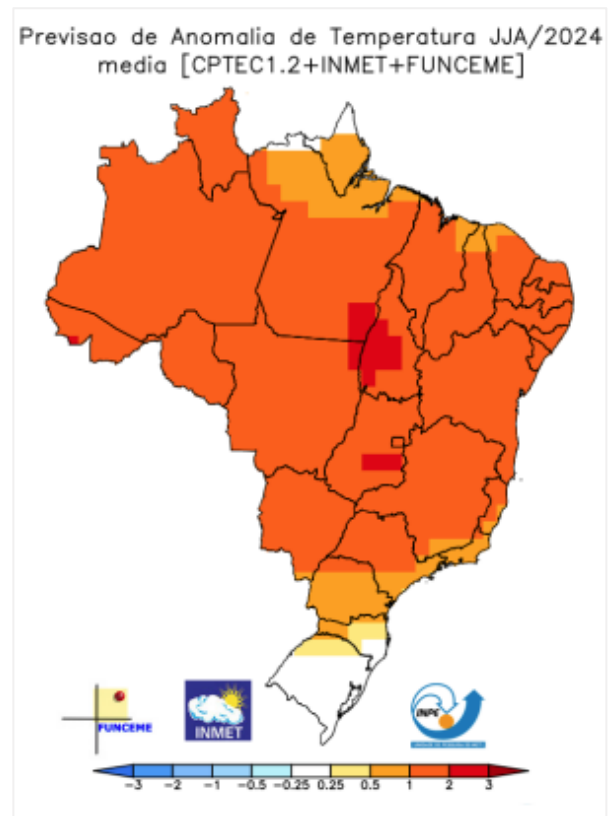 Previsao de Anomalia de Temperatura JJA/2024
media [CPTEC1.2+INMET+FUNCEME]
FUNCEME
INMET
INPE
-3 -2 -1 -0.5 -0.25 0.25 0.5 1 2 3